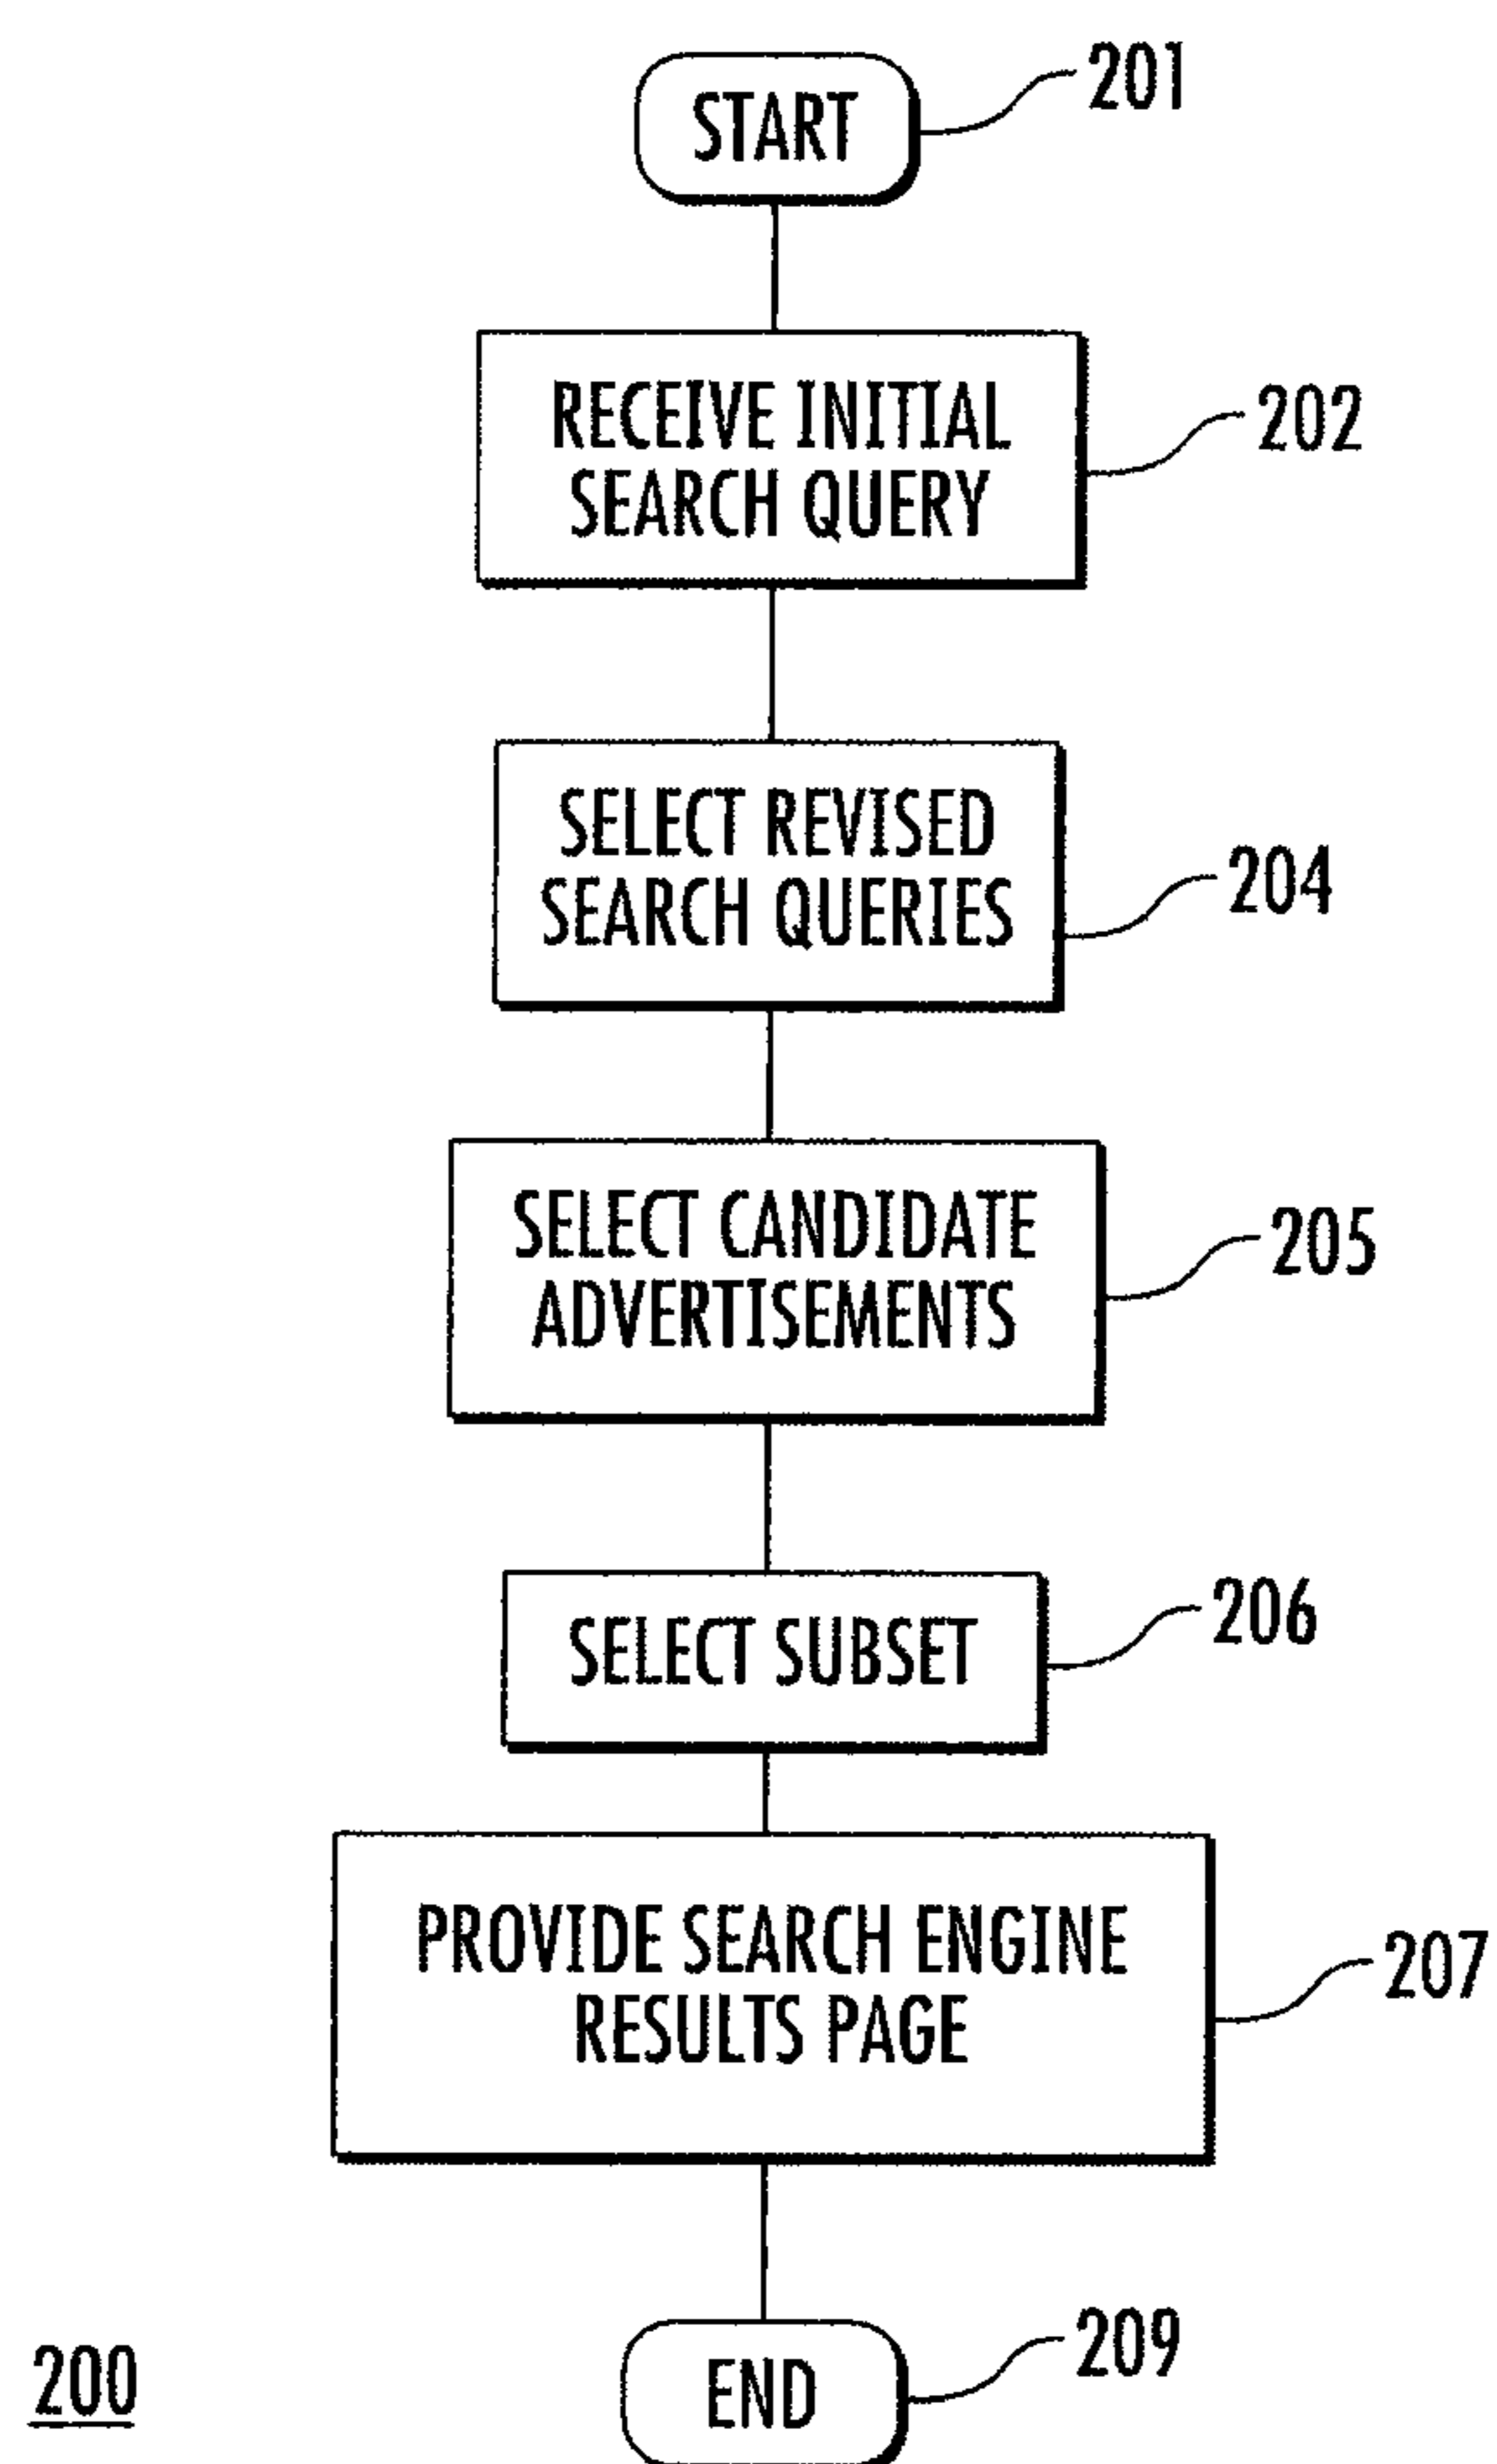 START
201
RECEIVE INITIAL
SEARCH QUERY
202
SELECT REVISED
SEARCH QUERIES
204
SELECT CANDIDATE
ADVERTISEMENTS
205
SELECT SUBSET
206
PROVIDE SEARCH ENGINE
RESULTS PAGE
207
END
209
200